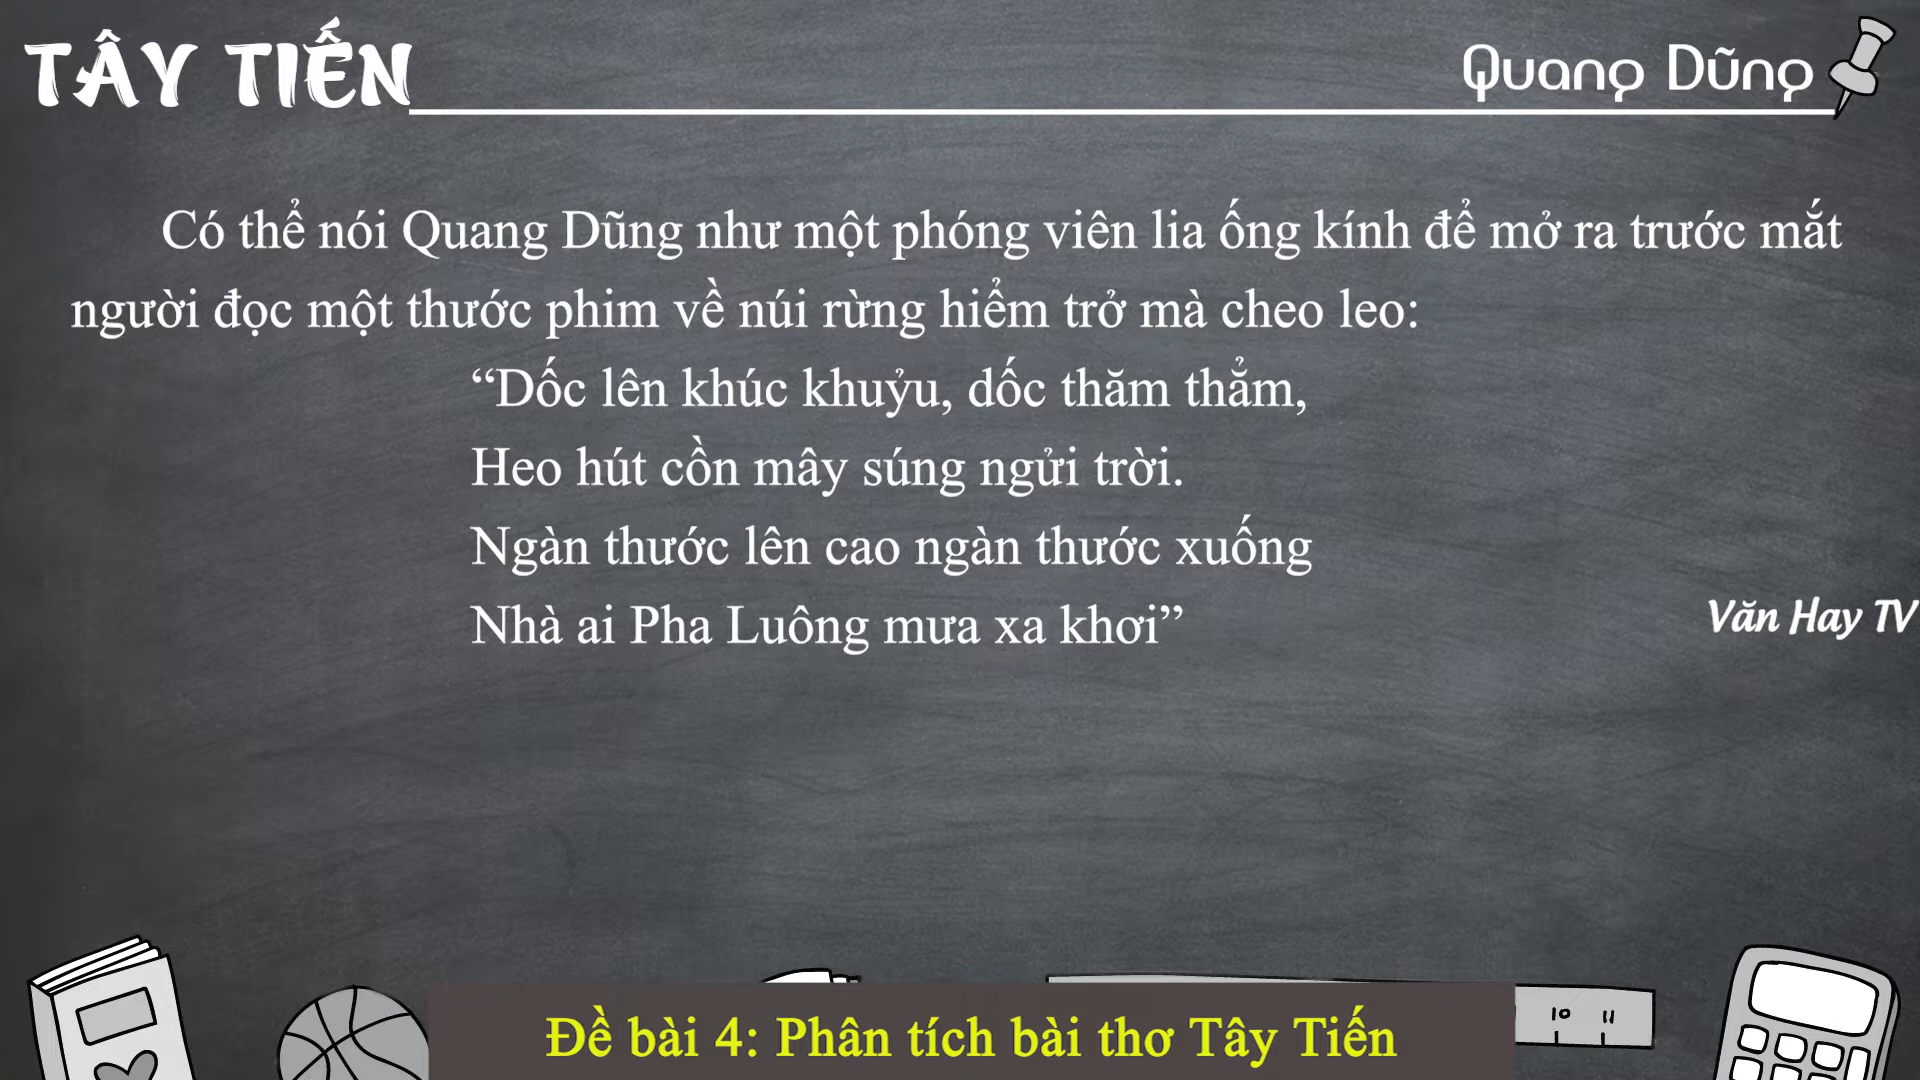 TÂY TIẾN
Quang Dũng
Có thể nói Quang Dũng như một phóng viên lia ống kính để mở ra trước mắt
người đọc một thước phim về núi rừng hiểm trở mà cheo leo:
“Dốc lên khúc khuỷu, dốc thăm thẳm,
Heo hút cồn mây súng ngửi trời.
Ngàn thước lên cao ngàn thước xuống
Nhà ai Pha Luông mưa xa khơi”
Văn Hay TV
10 11
Đề bài 4: Phân tích bài thơ Tây Tiến